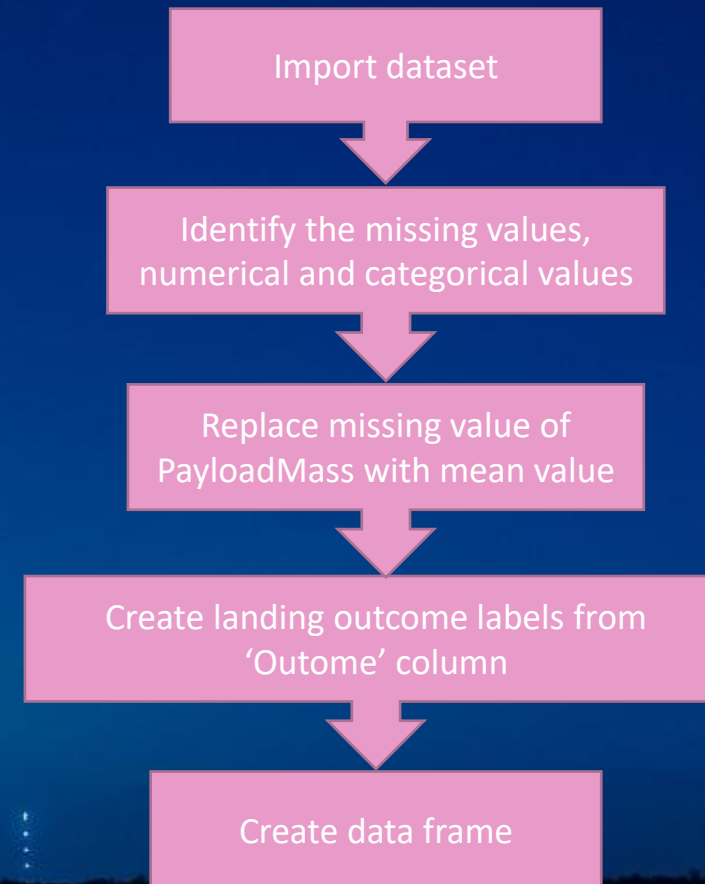 Import dataset
Identify the missing values,
numerical and categorical values
Replace missing value of
PayloadMass with mean value
Create landing outcome labels from
‘Outome’ column
Create data frame